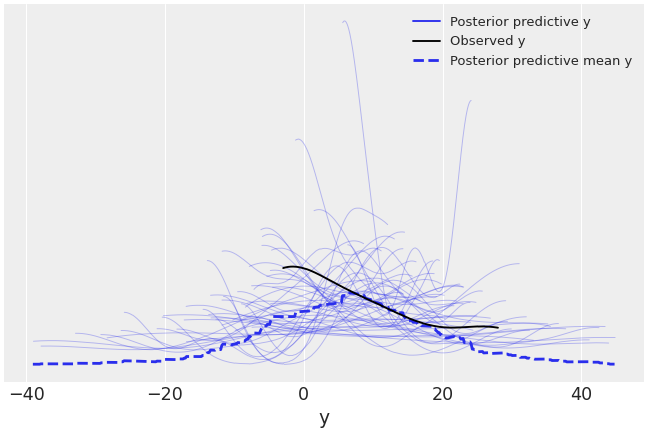 Posterior predictive y
Observed y
Posterior predictive mean y
−40 −20 0 20 40
y